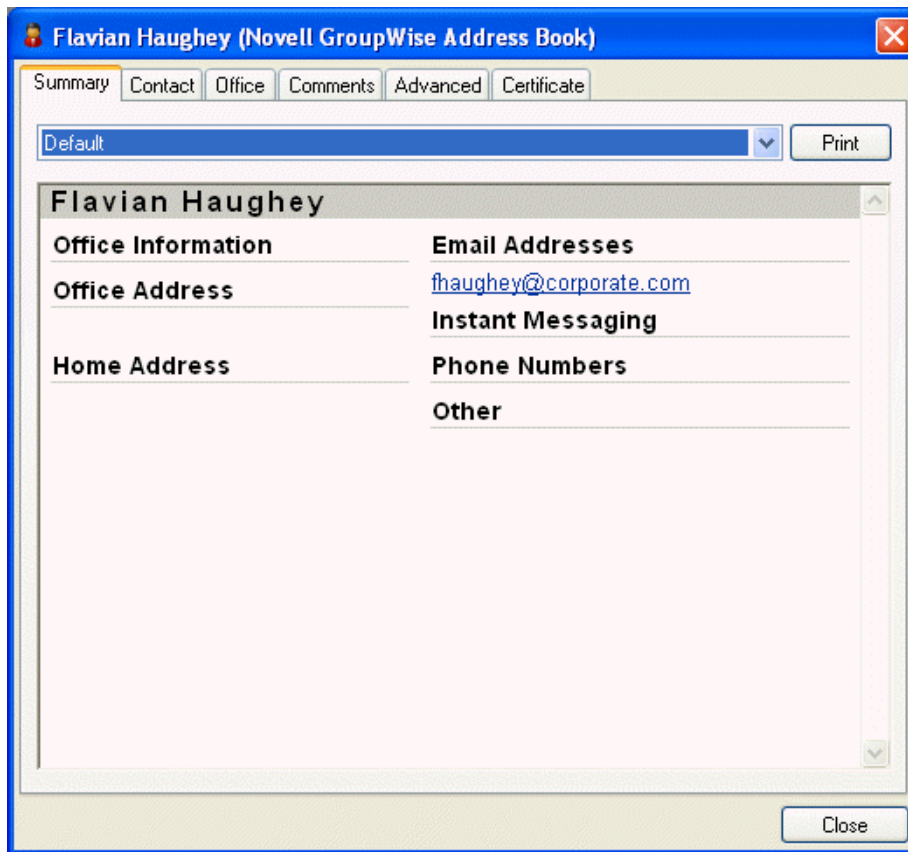 Flavian Haughey (Novell GroupWise Address Book)
Summary Contact Office Comments Advanced Certificate
Default Print
Flavian Haughey
Office Information
Office Address
Home Address
Email Addresses
fhaughey@corporate.com
Instant Messaging
Phone Numbers
Other
Close